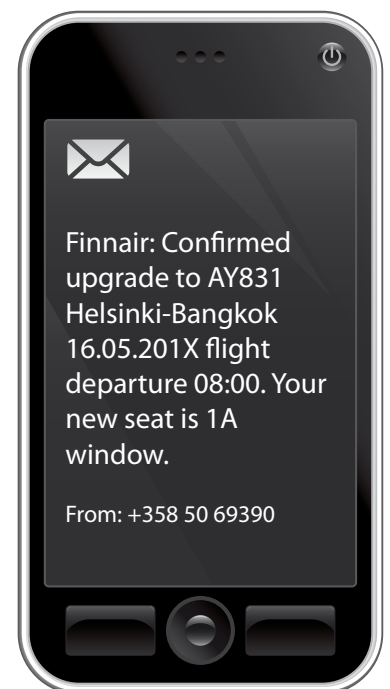 Finnair: Confirmed
upgrade to AY831
Helsinki-Bangkok
16.05.201X flight
departure 08:00. Your
new seat is 1A
window.
From: +358 50 69390